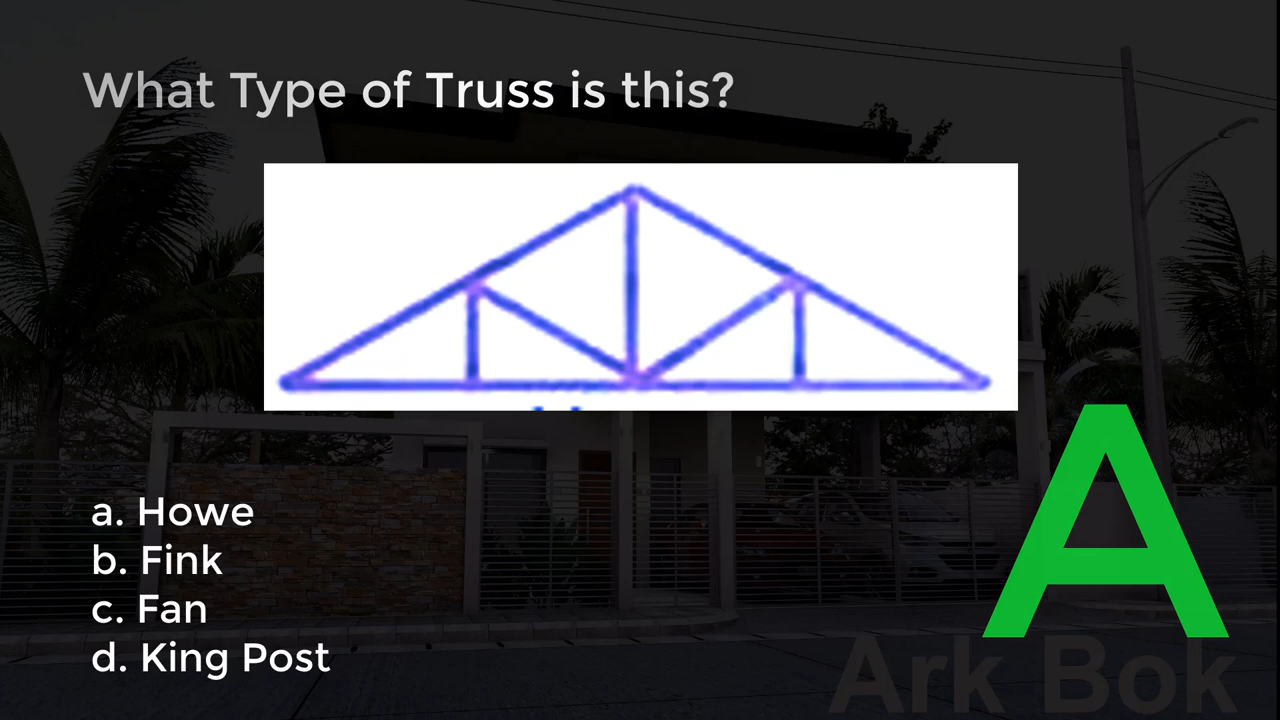 What Type of Truss is this?
a. Howe
b. Fink
c. Fan
d. King Post
A
Ark Bok